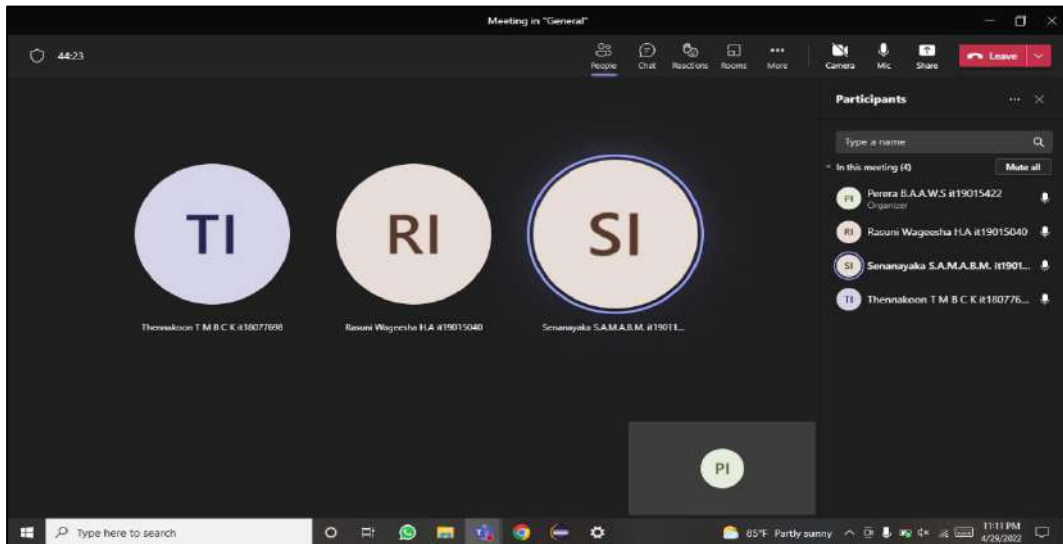 Meeting in "General"
44:23
People
Chat
Reactions
Rooms
More
Camera
Mic
Share
Leave
Participants
Type a name
In this meeting (4)
Mute all
PI
Perera B.A.A.W.S it19015422
Organizer
RI
Rasuni Wageesha H.A it19015040
SI
Senanayaka S.A.M.A.B.M. it1901...
TI
Thennakoon T M B C K it180776...
TI
RI
SI
Thennakoon T M B C K it18077698
Rasuni Wageesha H.A it19015040
Senanayaka S.A.M.A.B.M. it19011...
PI
Type here to search
85°F Partly sunny
11:11 PM
4/29/2022